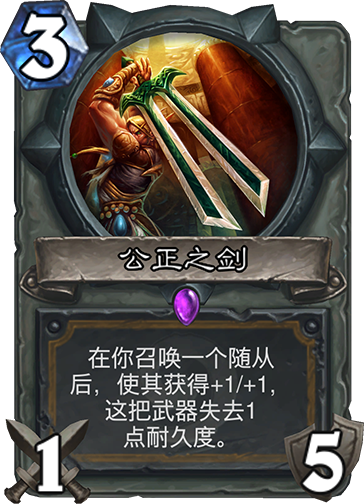 3
公正之剑
在你召唤一个随从
后，使其获得+1/+1，
这把武器失去1
点耐久度。
1
5